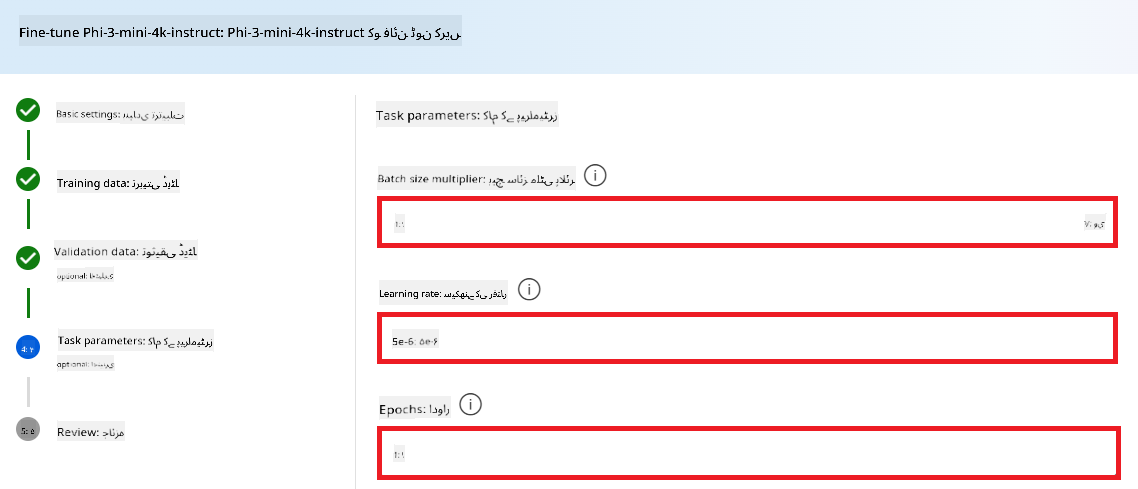 Fine-tune Phi-3-mini-4k-instruct: Phi-3-mini-4k-instruct کو فائن ٹون کریں
Basic settings: بنیادی ترتیبات
Training data: تربیتی ڈیٹا
Validation data: توثیقی ڈیٹا
optional: اختیاری
4: ۴
Task parameters: کام کے پیرامیٹرز
optional: اختیاری
5: ۵
Review: جائزہ
Task parameters: کام کے پیرامیٹرز
Batch size multiplier: بیچ سائز ملٹی پلائر
1: ۱
v: وی
Learning rate: سیکھنے کی رفتار
5e-6: ۵e-۶
Epochs: ادوار
1: ۱